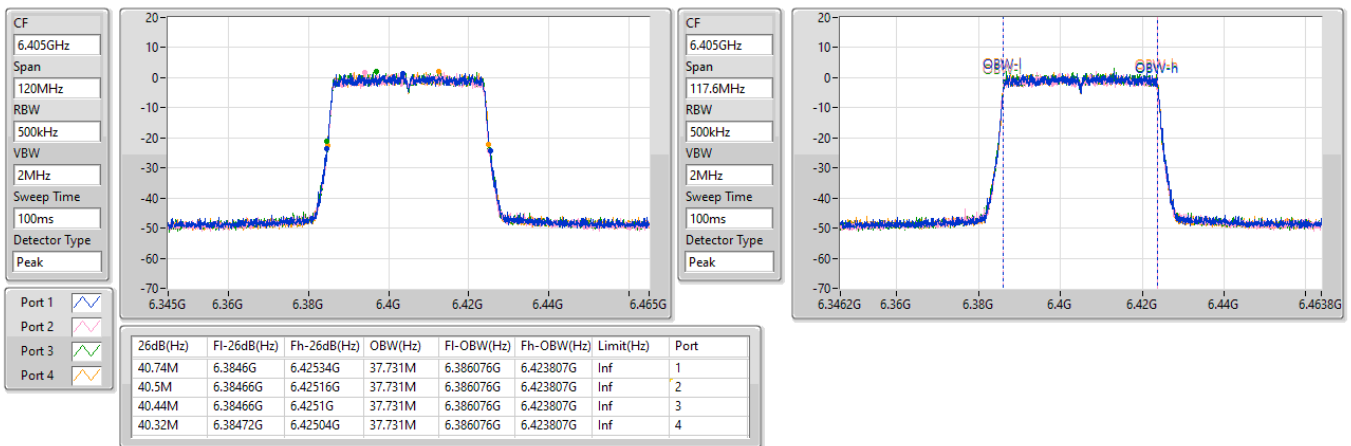 CF
6.405GHz
Span
120MHz
RBW
500kHz
VBW
2MHz
Sweep Time
100ms
Detector Type
Peak
20
10
0
-10
-20
-30
-40
-50
-60
-70
6.345G 6.36G 6.38G 6.4G 6.42G 6.44G 6.465G
CF
6.405GHz
Span
117.6MHz
RBW
500kHz
VBW
2MHz
Sweep Time
100ms
Detector Type
Peak
20
10
0
-10
-20
-30
-40
-50
-60
-70
OBW-l OBW-h
6.3462G 6.36G 6.38G 6.4G 6.42G 6.44G 6.4638G
Port 1
Port 2
Port 3
Port 4
26dB(Hz) Fl-26dB(Hz) Fh-26dB(Hz) OBW(Hz) Fl-OBW(Hz) Fh-OBW(Hz) Limit(Hz) Port
40.74M 6.3846G 6.42534G 37.731M 6.386076G 6.423807G Inf 1
40.5M 6.38466G 6.42516G 37.731M 6.386076G 6.423807G Inf 2
40.44M 6.38466G 6.4251G 37.731M 6.386076G 6.423807G Inf 3
40.32M 6.38472G 6.42504G 37.731M 6.386076G 6.423807G Inf 4